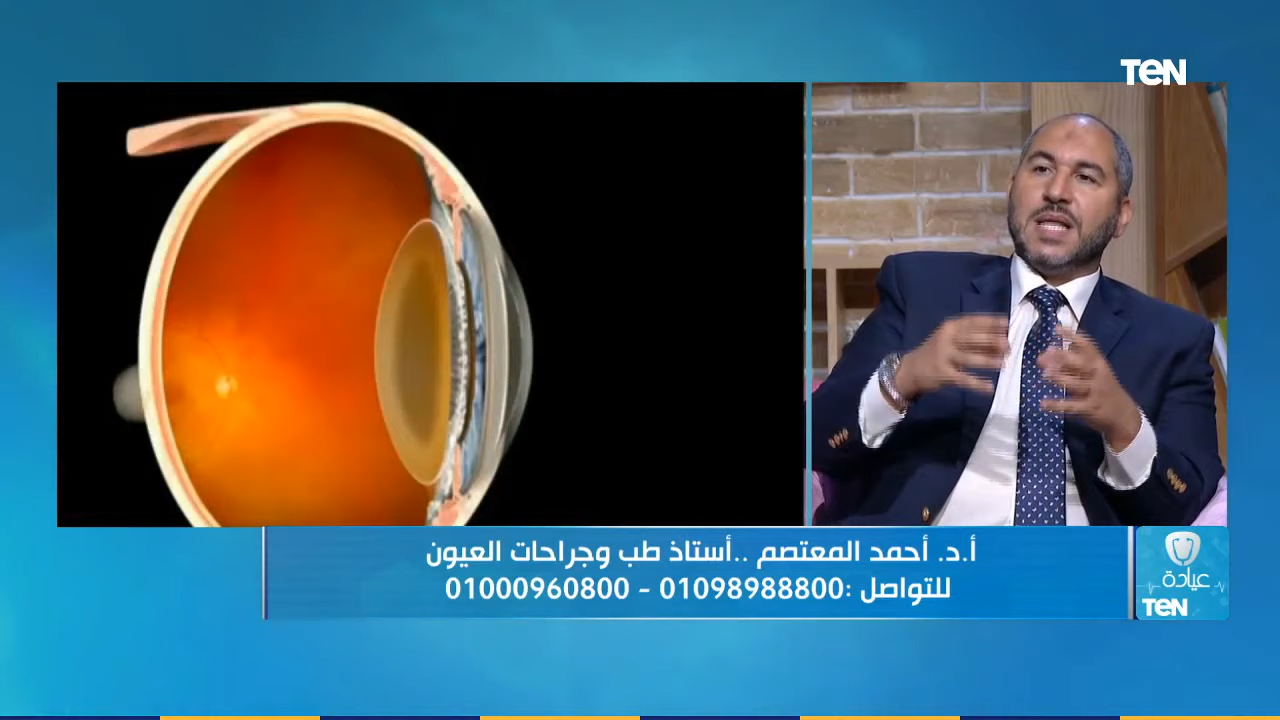 TEN
أ.د. أحمد المعتصم ..أستاذ طب وجراحات العيون
للتواصل :01098988800 - 01000960800
عيادة
TEN